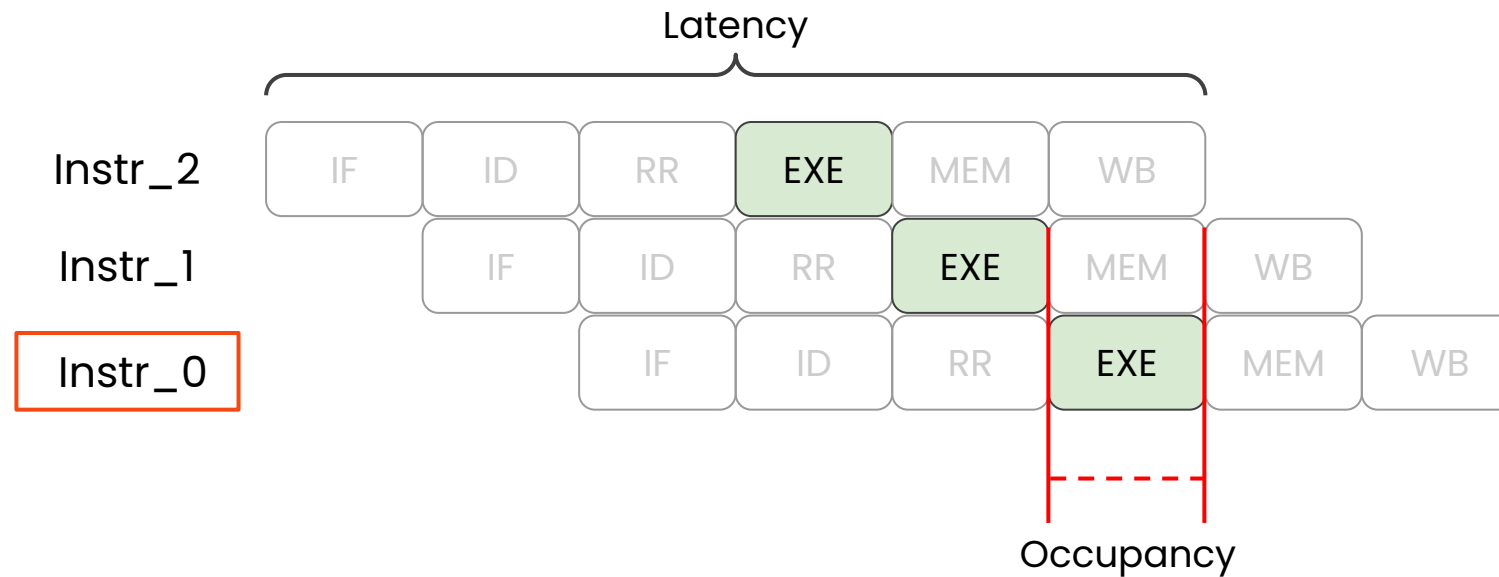 Latency
Instr_2 IF ID RR EXE MEM WB
Instr_1 IF ID RR EXE MEM WB
Instr_0 IF ID RR EXE MEM WB
Occupancy